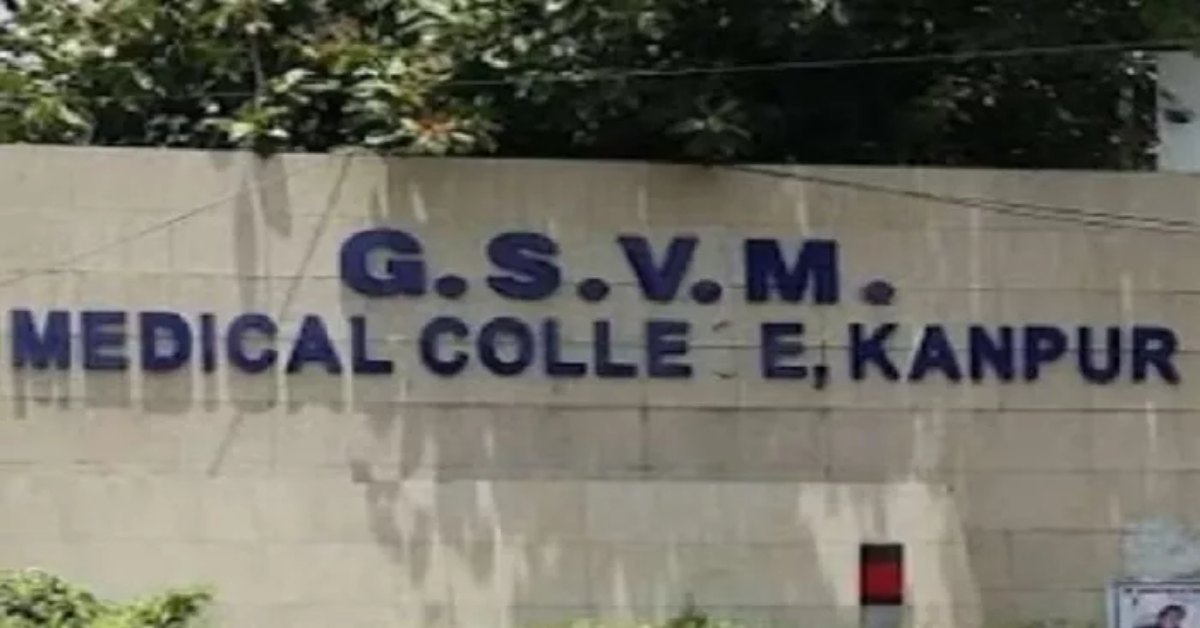 G.S.V.M.
MEDICAL COLLE E, KANPUR